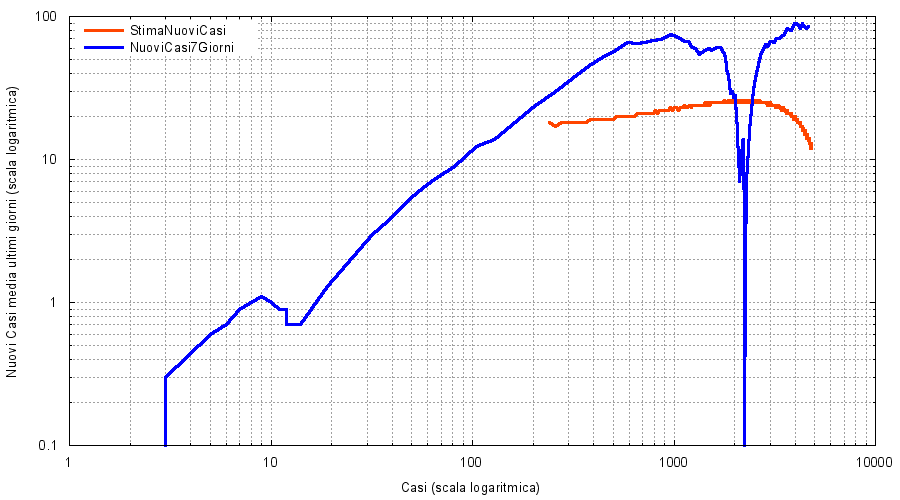 100
10
1
0.1
Nuovi Casi media ultimi giorni (scala logaritmica)
StimaNuoviCasi
NuoviCasi7Giorni
1 10 100 1000 10000
Casi (scala logaritmica)